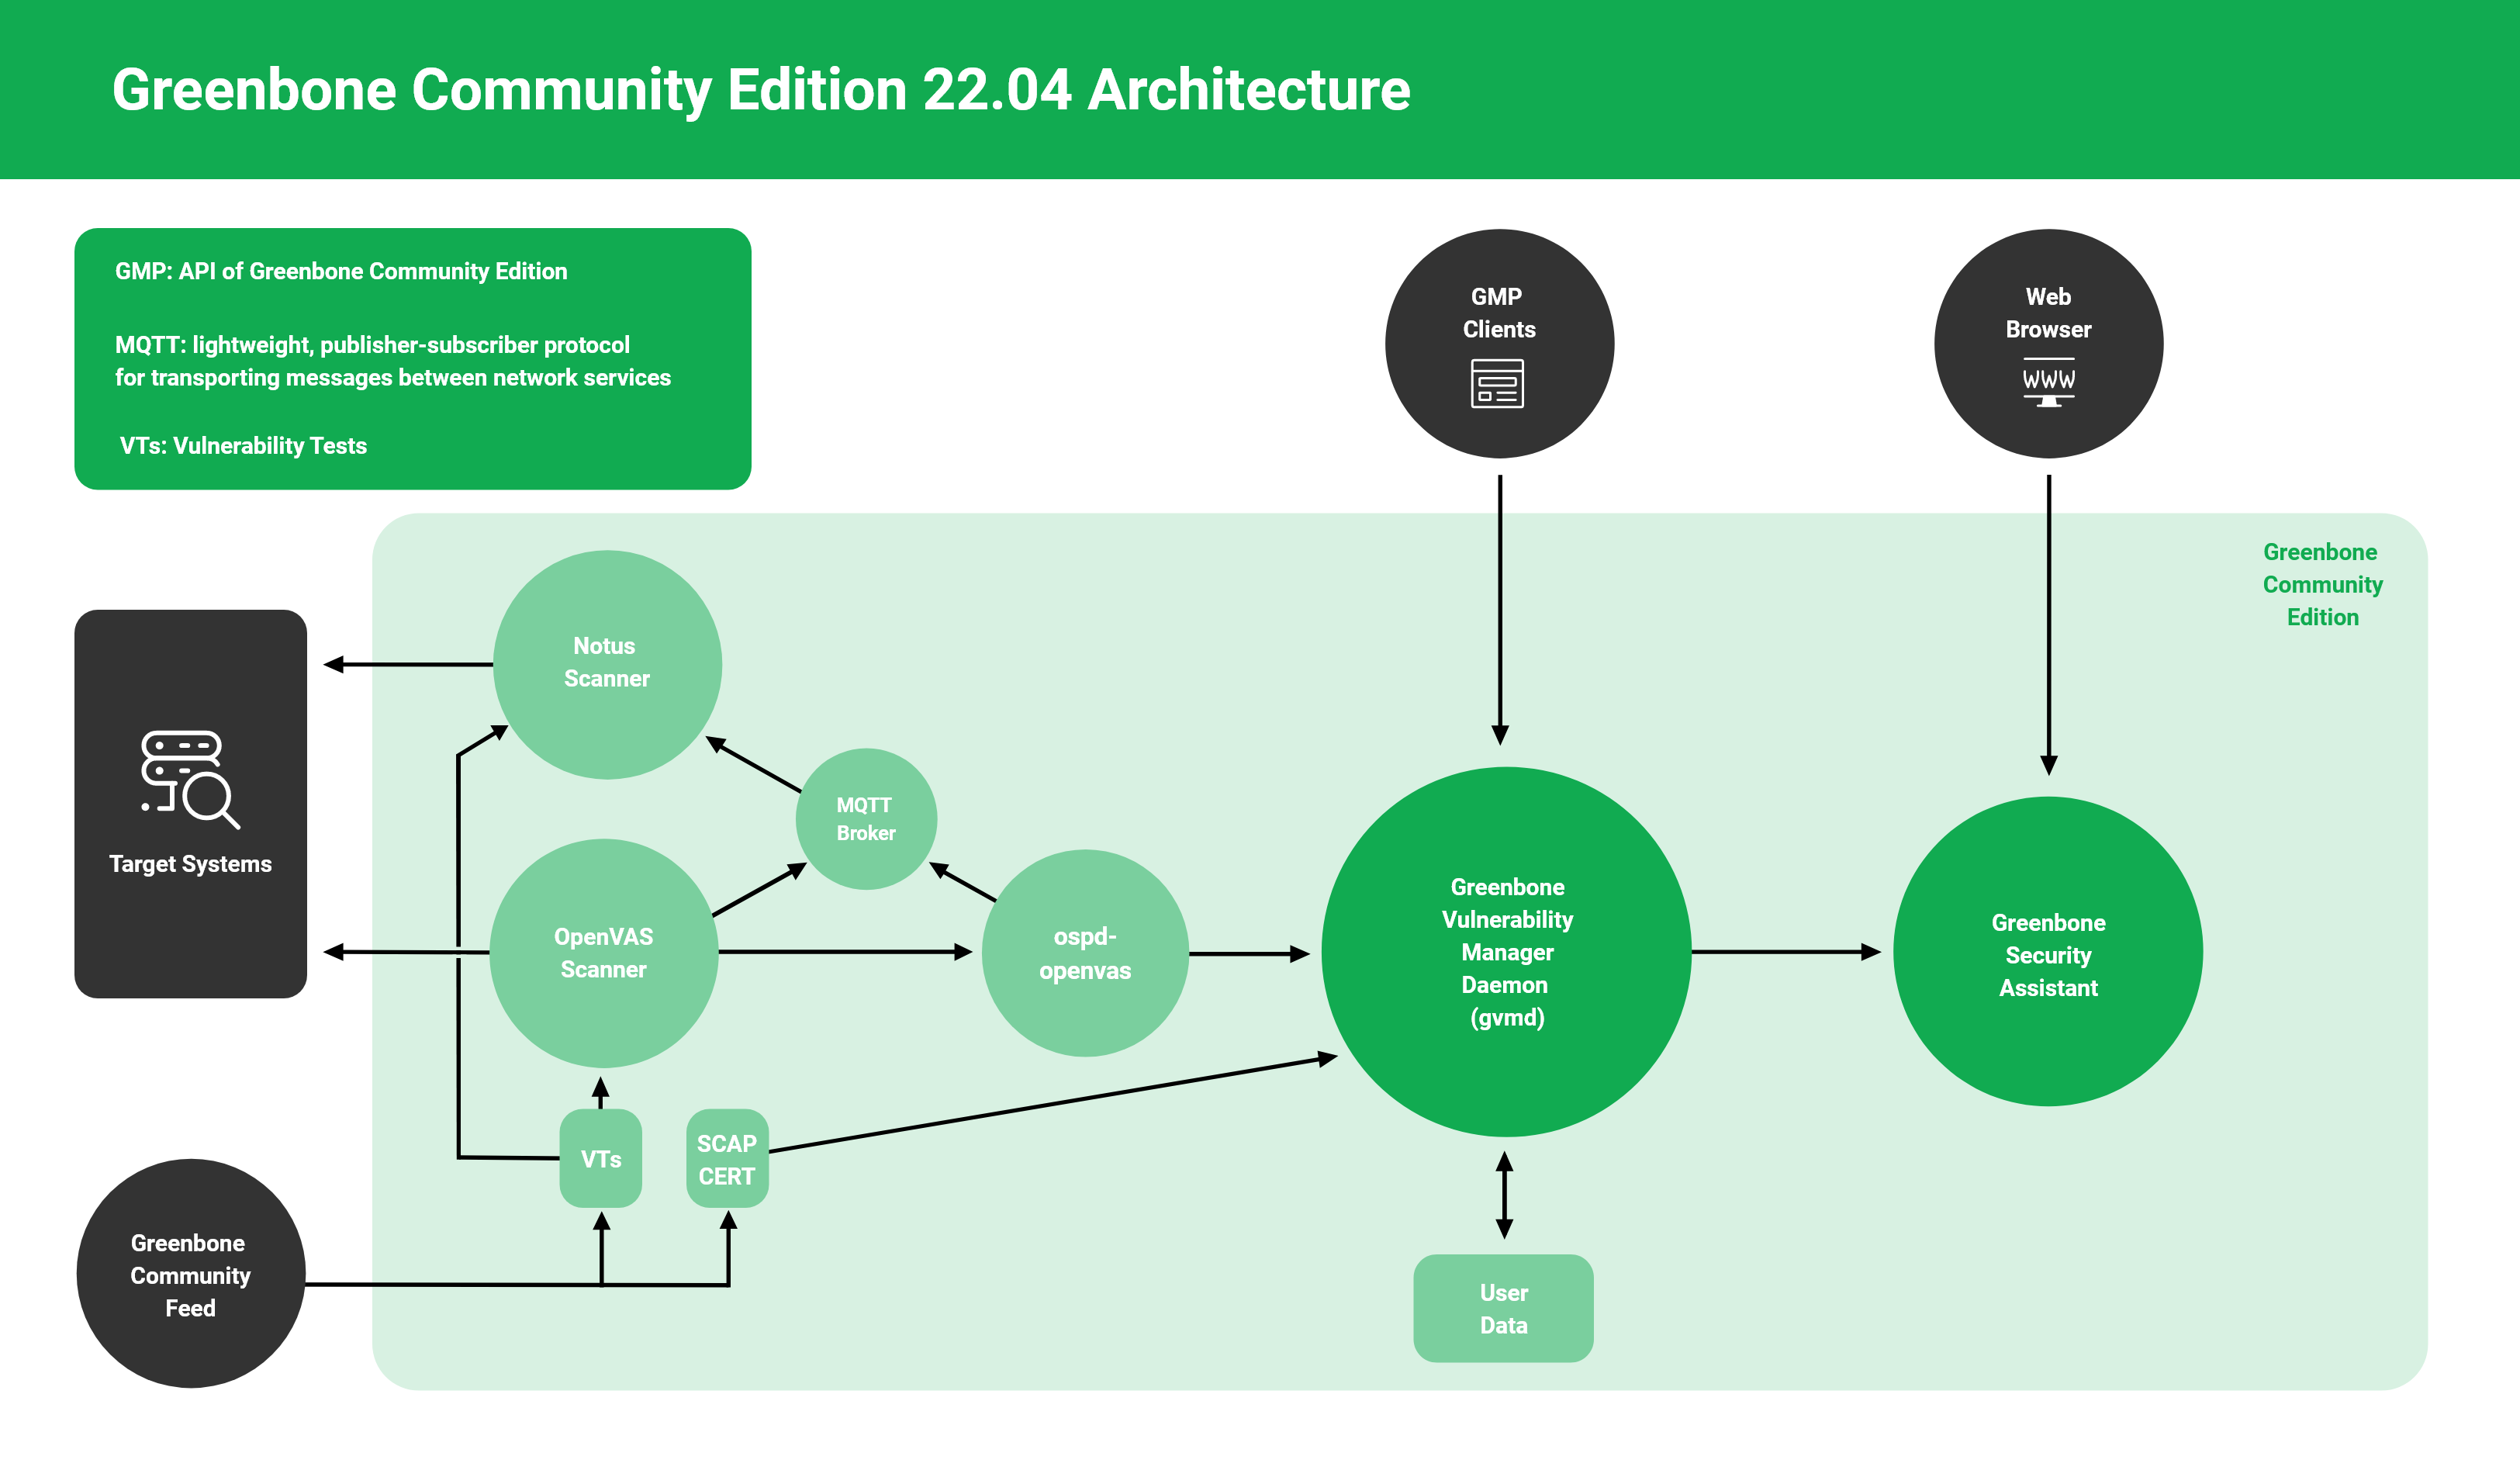 Greenbone Community Edition 22.04 Architecture
GMP: API of Greenbone Community Edition
MQTT: lightweight, publisher-subscriber protocol
for transporting messages between network services
VTs: Vulnerability Tests
GMP
Clients
Web
Browser
WWW
Greenbone
Community
Edition
Notus
Scanner
Target Systems
MQTT
Broker
OpenVAS
Scanner
ospd-
openvas
Greenbone
Vulnerability
Manager
Daemon
(gvmd)
Greenbone
Security
Assistant
VTs
SCAP
CERT
Greenbone
Community
Feed
User
Data